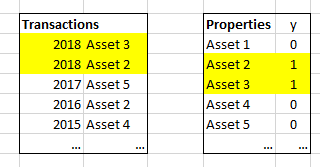 Transactions
2018 Asset 3
2018 Asset 2
2017 Asset 5
2016 Asset 2
2015 Asset 4
... ...
Properties y
Asset 1 0
Asset 2 1
Asset 3 1
Asset 4 0
Asset 5 0
... ...